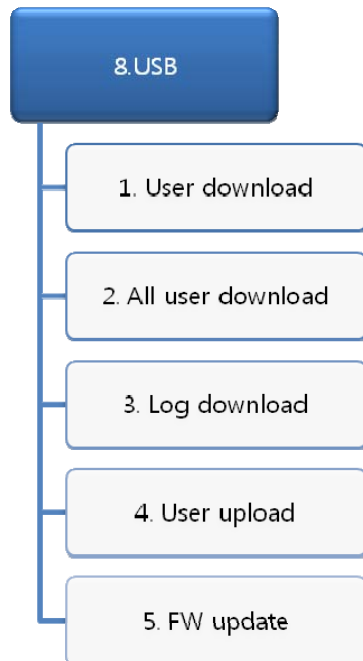 8.USB
1. User download
2. All user download
3. Log download
4. User upload
5. FW update